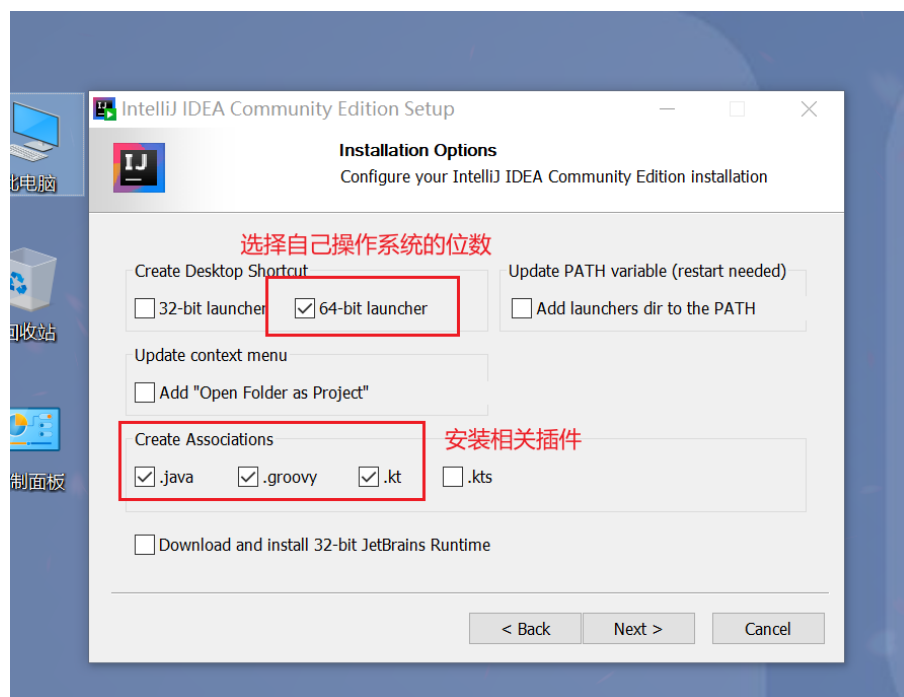 IntelliJ IDEA Community Edition Setup
IJ
Installation Options
Configure your IntelliJ IDEA Community Edition installation
电脑
选择自己操作系统的位数
Create Desktop Shortcut
Update PATH variable (restart needed)
32-bit launcher
64-bit launcher
Add launchers dir to the PATH
回收站
Update context menu
Add "Open Folder as Project"
Create Associations
安装相关插件
.java
.groovy
.kt
.kts
制面板
Download and install 32-bit JetBrains Runtime
< Back
Next >
Cancel